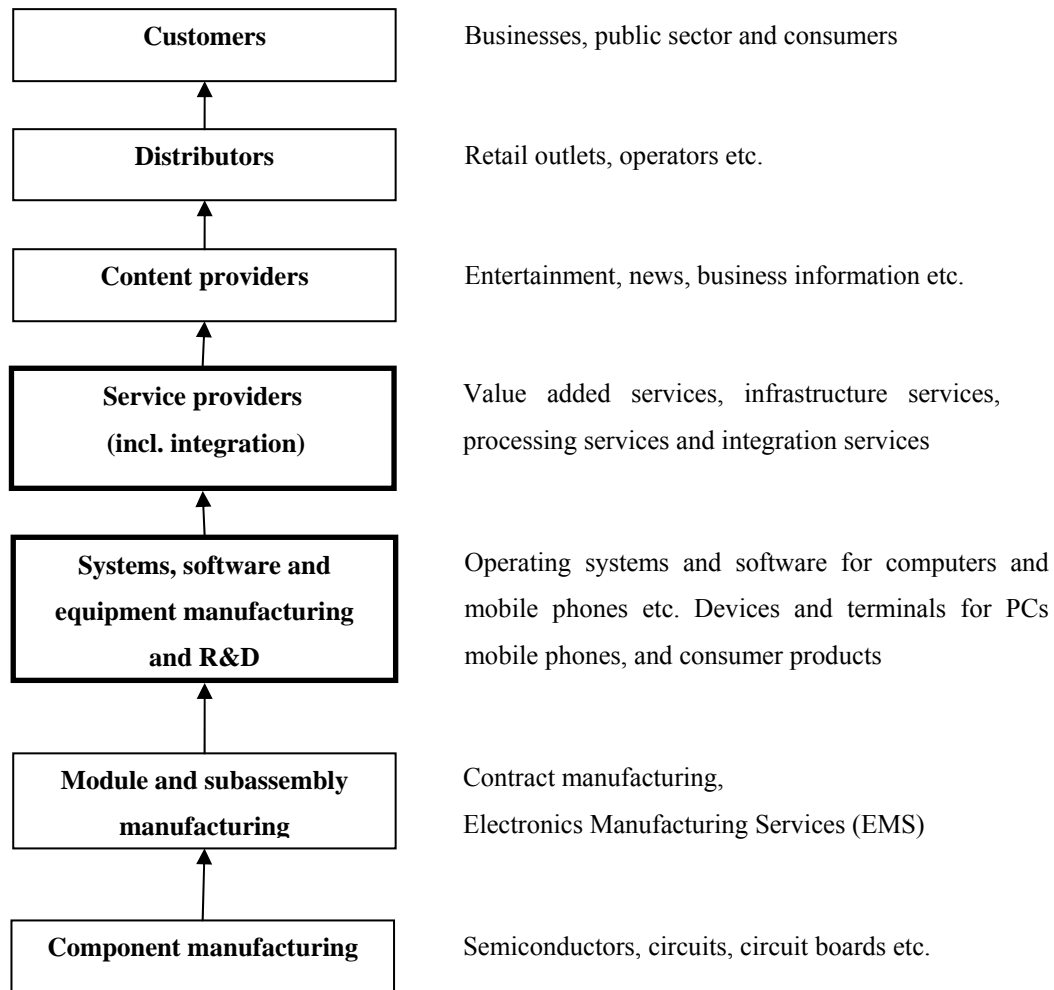 Customers
Businesses, public sector and consumers
Distributors
Retail outlets, operators etc.
Content providers
Entertainment, news, business information etc.
Service providers
(incl. integration)
Value added services, infrastructure services,
processing services and integration services
Systems, software and
equipment manufacturing
and R&D
Operating systems and software for computers and
mobile phones etc. Devices and terminals for PCs
mobile phones, and consumer products
Module and subassembly
manufacturing
Contract manufacturing,
Electronics Manufacturing Services (EMS)
Component manufacturing
Semiconductors, circuits, circuit boards etc.